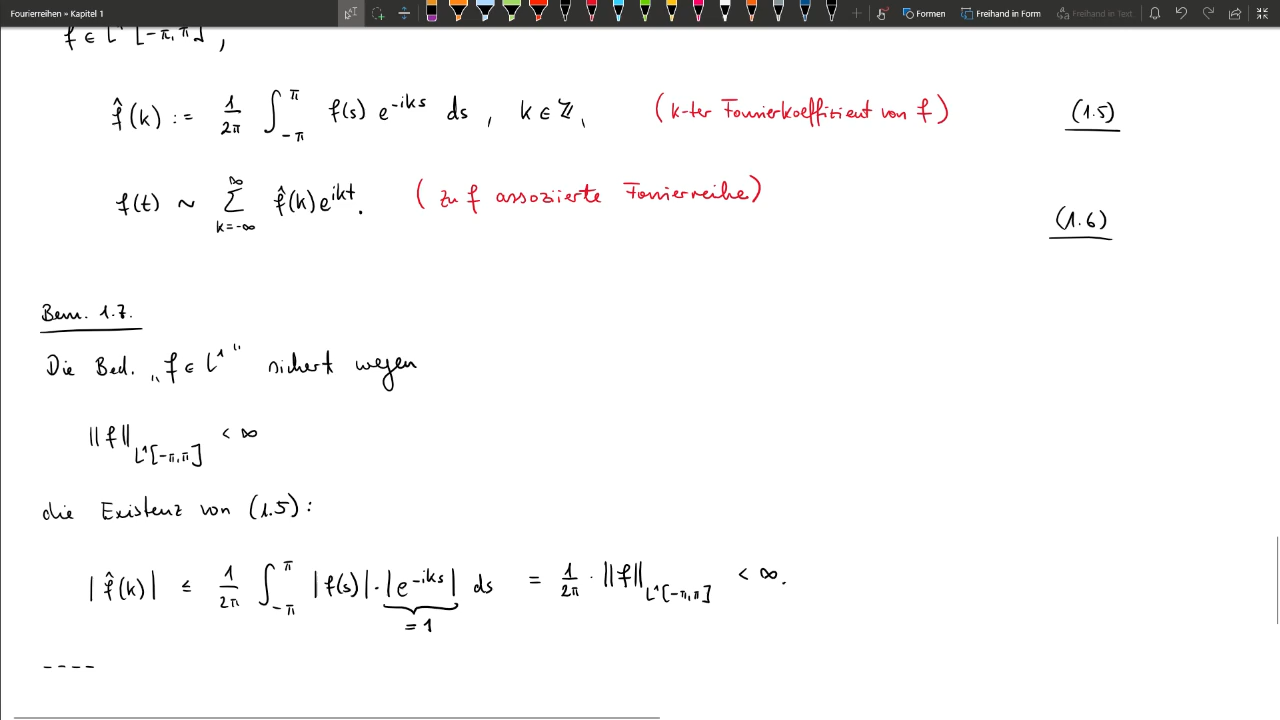 Fourierreihen » Kapitel 1
Formen
Freihand in Form
Freihand in Text
f ∈ L¹[-π,π],
f̂(k) := 1/2π ∫_{-π}^{π} f(s) e^{-iks} ds, k ∈ ℤ, (k-ter Fourierkoeffizient von f) (1.5)
f(t) ~ ∑_{k=-∞}^{∞} f̂(k)e^{ikt}. (zu f assoziierte Fourierreihe) (1.6)
Bem. 1.7.
Die Bed. „f ∈ L¹" sichert wegen
||f||_{L¹[-π,π]} < ∞
die Existenz von (1.5):
|f̂(k)| ≤ 1/2π ∫_{-π}^{π} |f(s)|·|e^{-iks}| ds = 1/2π · ||f||_{L¹[-π,π]} < ∞.
= 1
----